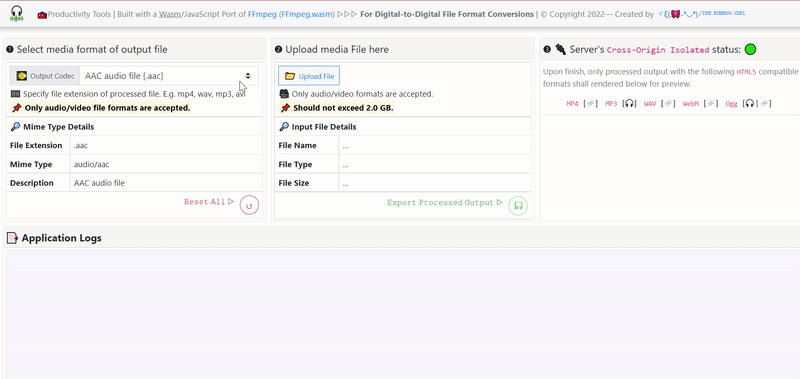 Productivity Tools | Built with a Wasm/JavaScript Port of FFmpeg (FFmpeg.wasm) ▷▷▷ For Digital-to-Digital File Format Conversions | © Copyright 2022— Created by ᵀᴴᴱ ᴿᴵᴮᴮᴼᴺ ᴳᴵᴿᴸ
❶ Select media format of output file
Output Codec AAC audio file [.aac]
Specify file extension of processed file. E.g. mp4, wav, mp3, avi
Only audio/video file formats are accepted.
Mime Type Details
File Extension .aac
Mime Type audio/aac
Description AAC audio file
Reset All ▷
❷ Upload media File here
Upload File
Only audio/video formats are accepted.
Should not exceed 2.0 GB.
Input File Details
File Name ...
File Type ...
File Size ...
Export Processed Output ▷
❸ Server's Cross-Origin Isolated status:
Upon finish, only processed output with the following HTML5 compatible
formats shall rendered below for preview.
MP4 [ ] MP3 [ ] WAV [ ] WebM [ ] Ogg [ | ]
Application Logs